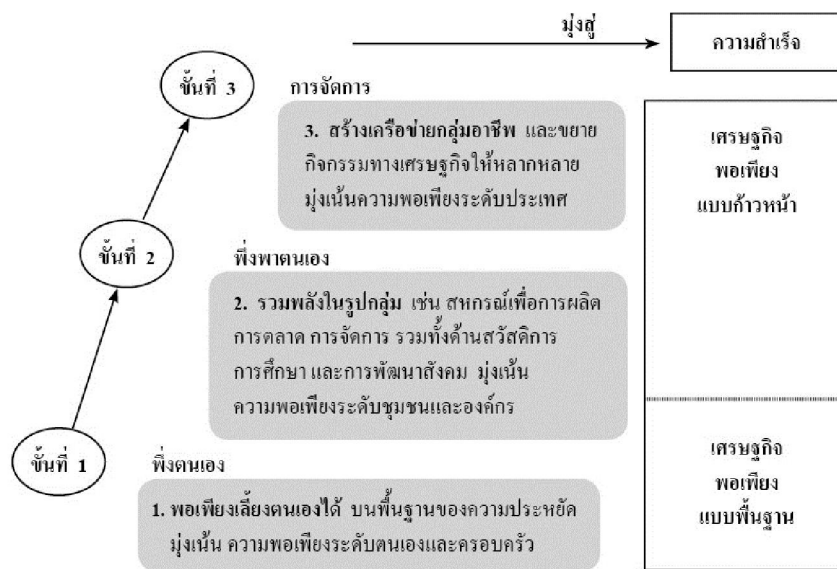 มุ่งสู่
ความสำเร็จ
ขั้นที่ 3
การจัดการ
3. สร้างเครือข่ายกลุ่มอาชีพ และขยาย
กิจกรรมทางเศรษฐกิจให้หลากหลาย
มุ่งเน้นความพอเพียงระดับประเทศ
เศรษฐกิจ
พอเพียง
แบบก้าวหน้า
ขั้นที่ 2
พึ่งพาตนเอง
2. รวมพลังในรูปกลุ่ม เช่น สหกรณ์เพื่อการผลิต
การตลาด การจัดการ รวมทั้งด้านสวัสดิการ
การศึกษา และการพัฒนาสังคม มุ่งเน้น
ความพอเพียงระดับชุมชนและองค์กร
ขั้นที่ 1
พึ่งตนเอง
1. พอเพียงเลี้ยงตนเองได้ บนพื้นฐานของความประหยัด
มุ่งเน้น ความพอเพียงระดับตนเองและครอบครัว
เศรษฐกิจ
พอเพียง
แบบพื้นฐาน